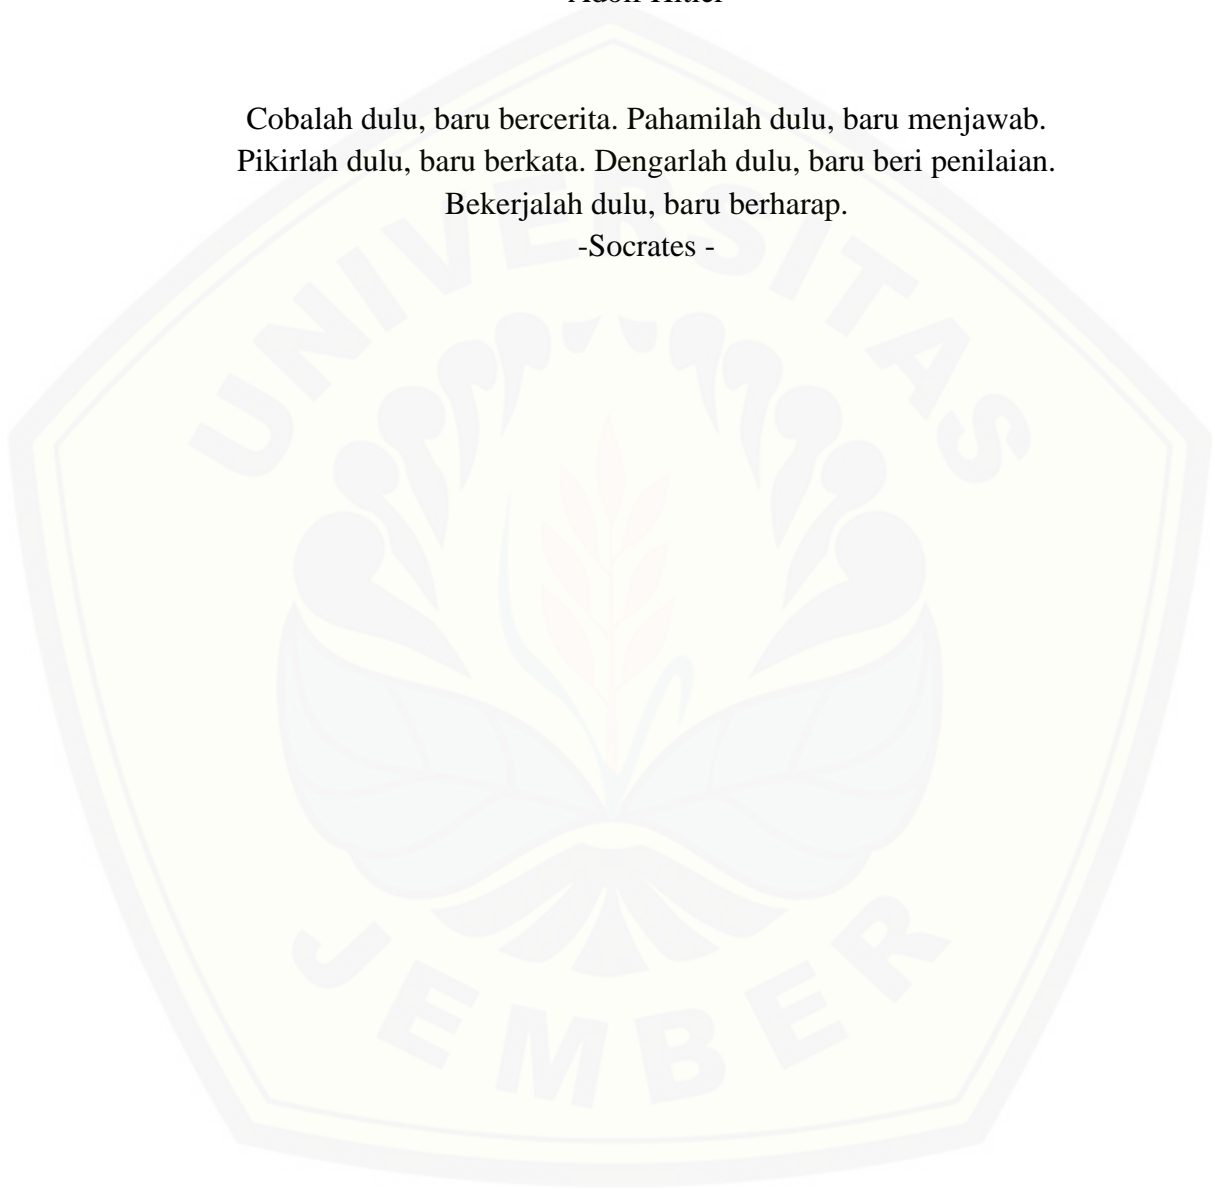 Cobalah dulu, baru bercerita. Pahamilah dulu, baru menjawab.
Pikirlah dulu, baru berkata. Dengarlah dulu, baru beri penilaian.
Bekerjalah dulu, baru berharap.
-Socrates -
UNIVERSITAS
JEMBER